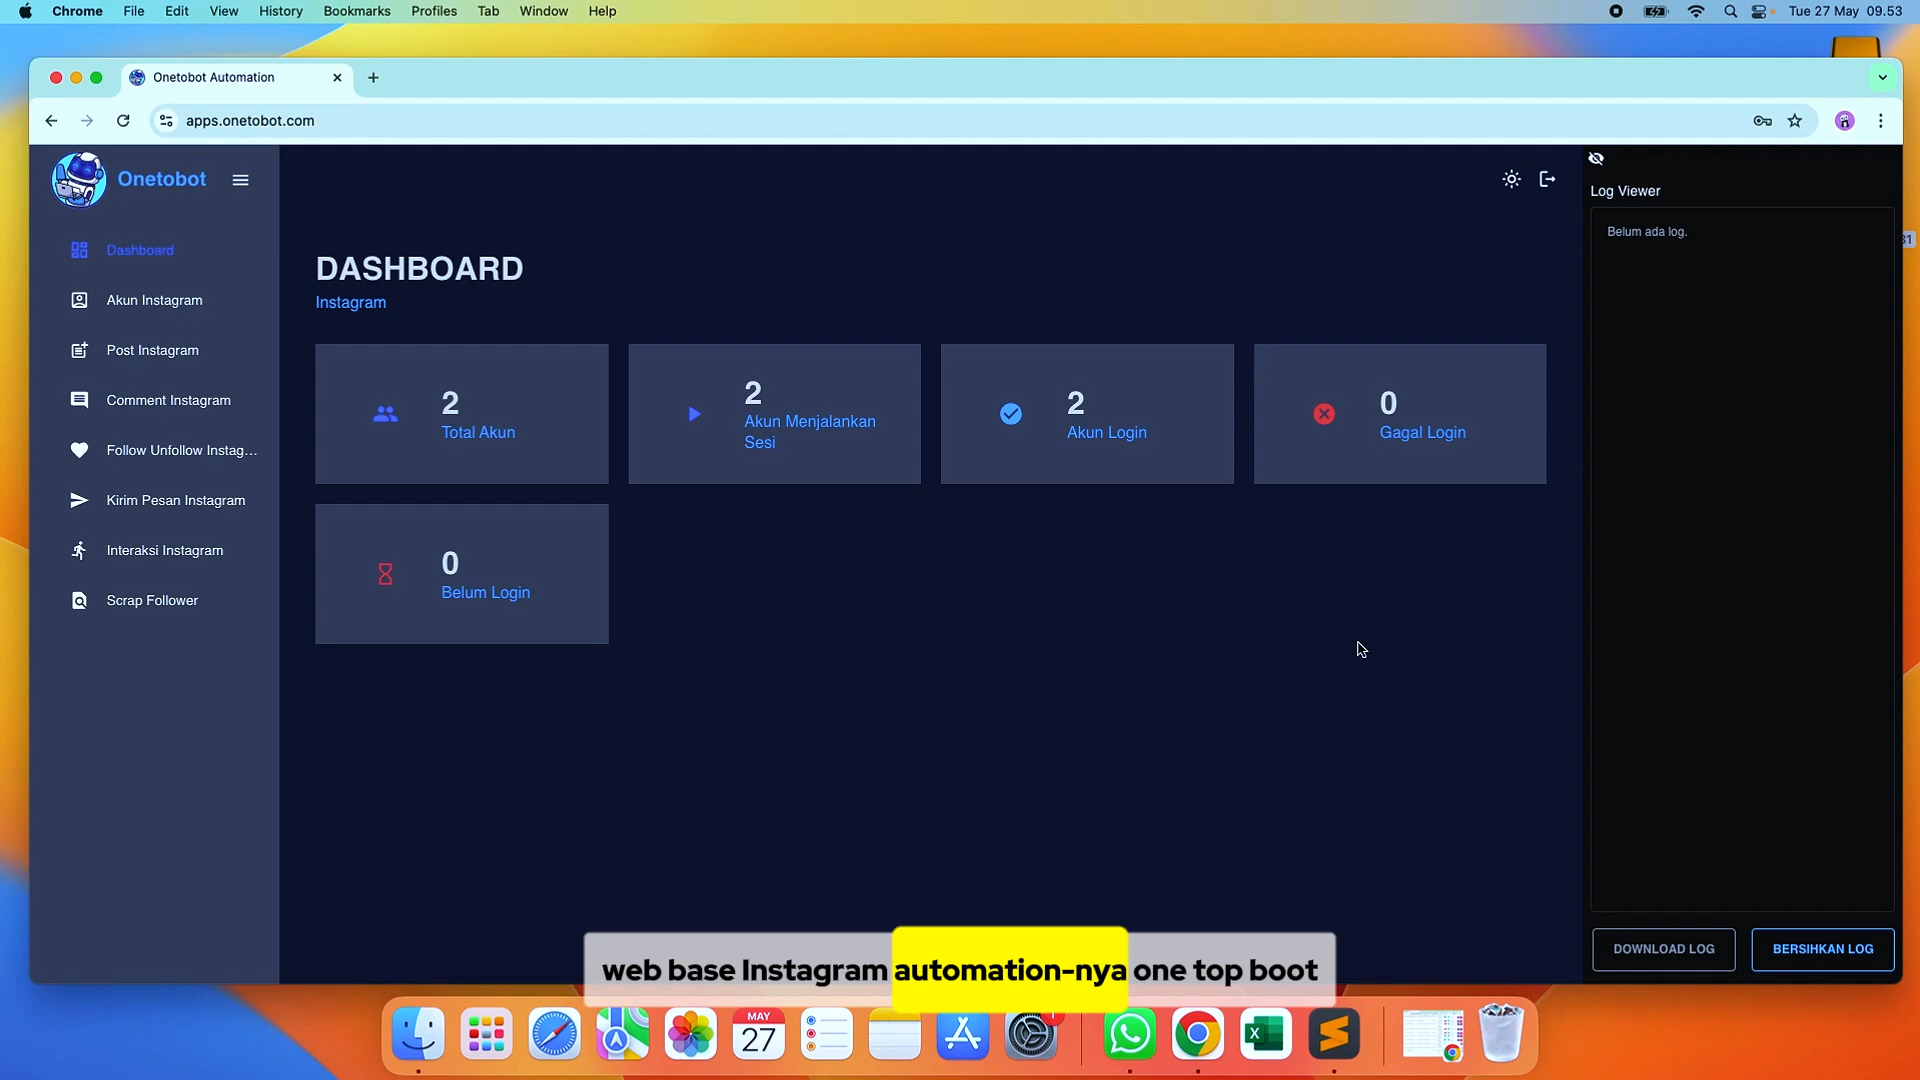 Chrome File Edit View History Bookmarks Profiles Tab Window Help
Tue 27 May 09.53
Onetobot Automation
apps.onetobot.com
Onetobot
Dashboard
Akun Instagram
Post Instagram
Comment Instagram
Follow Unfollow Instag...
Kirim Pesan Instagram
Interaksi Instagram
Scrap Follower
DASHBOARD
Instagram
2
Total Akun
2
Akun Menjalankan
Sesi
2
Akun Login
0
Gagal Login
0
Belum Login
Log Viewer
Belum ada log.
31
DOWNLOAD LOG
BERSIHKAN LOG
web base Instagram automation-nya one top boot
MAY
27
1